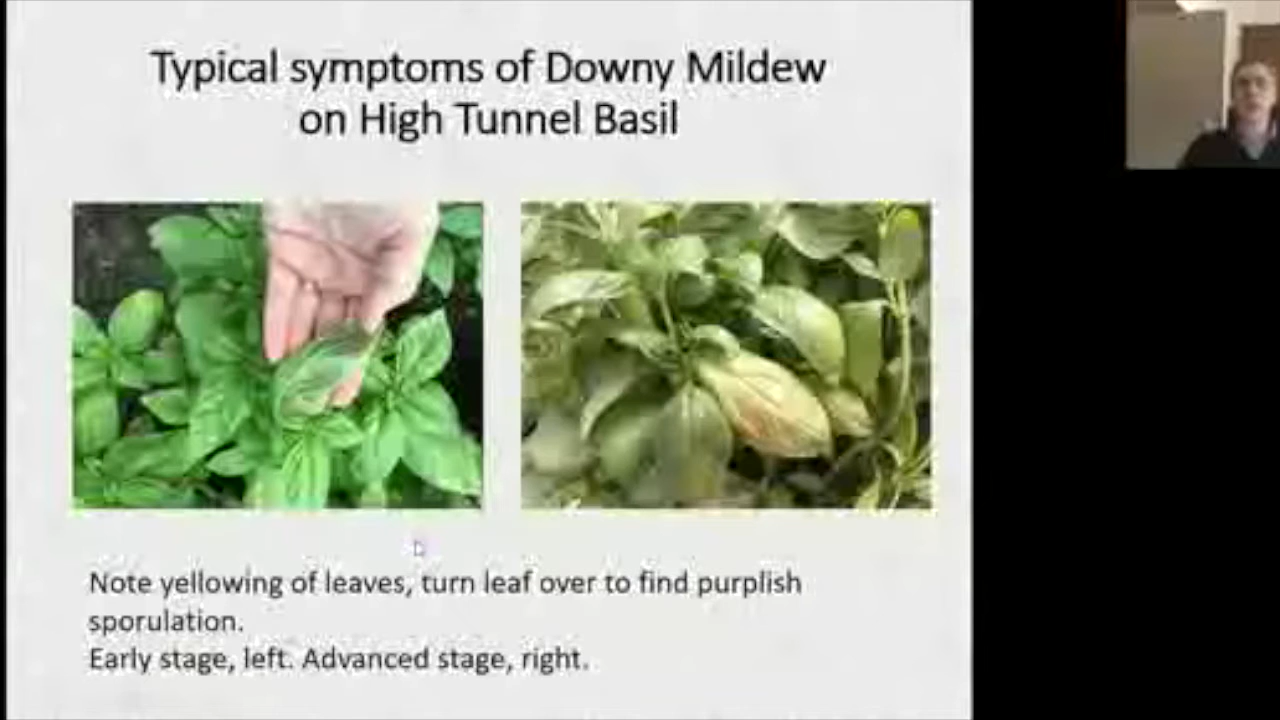 Typical symptoms of Downy Mildew
on High Tunnel Basil
Note yellowing of leaves, turn leaf over to find purplish
sporulation.
Early stage, left. Advanced stage, right.